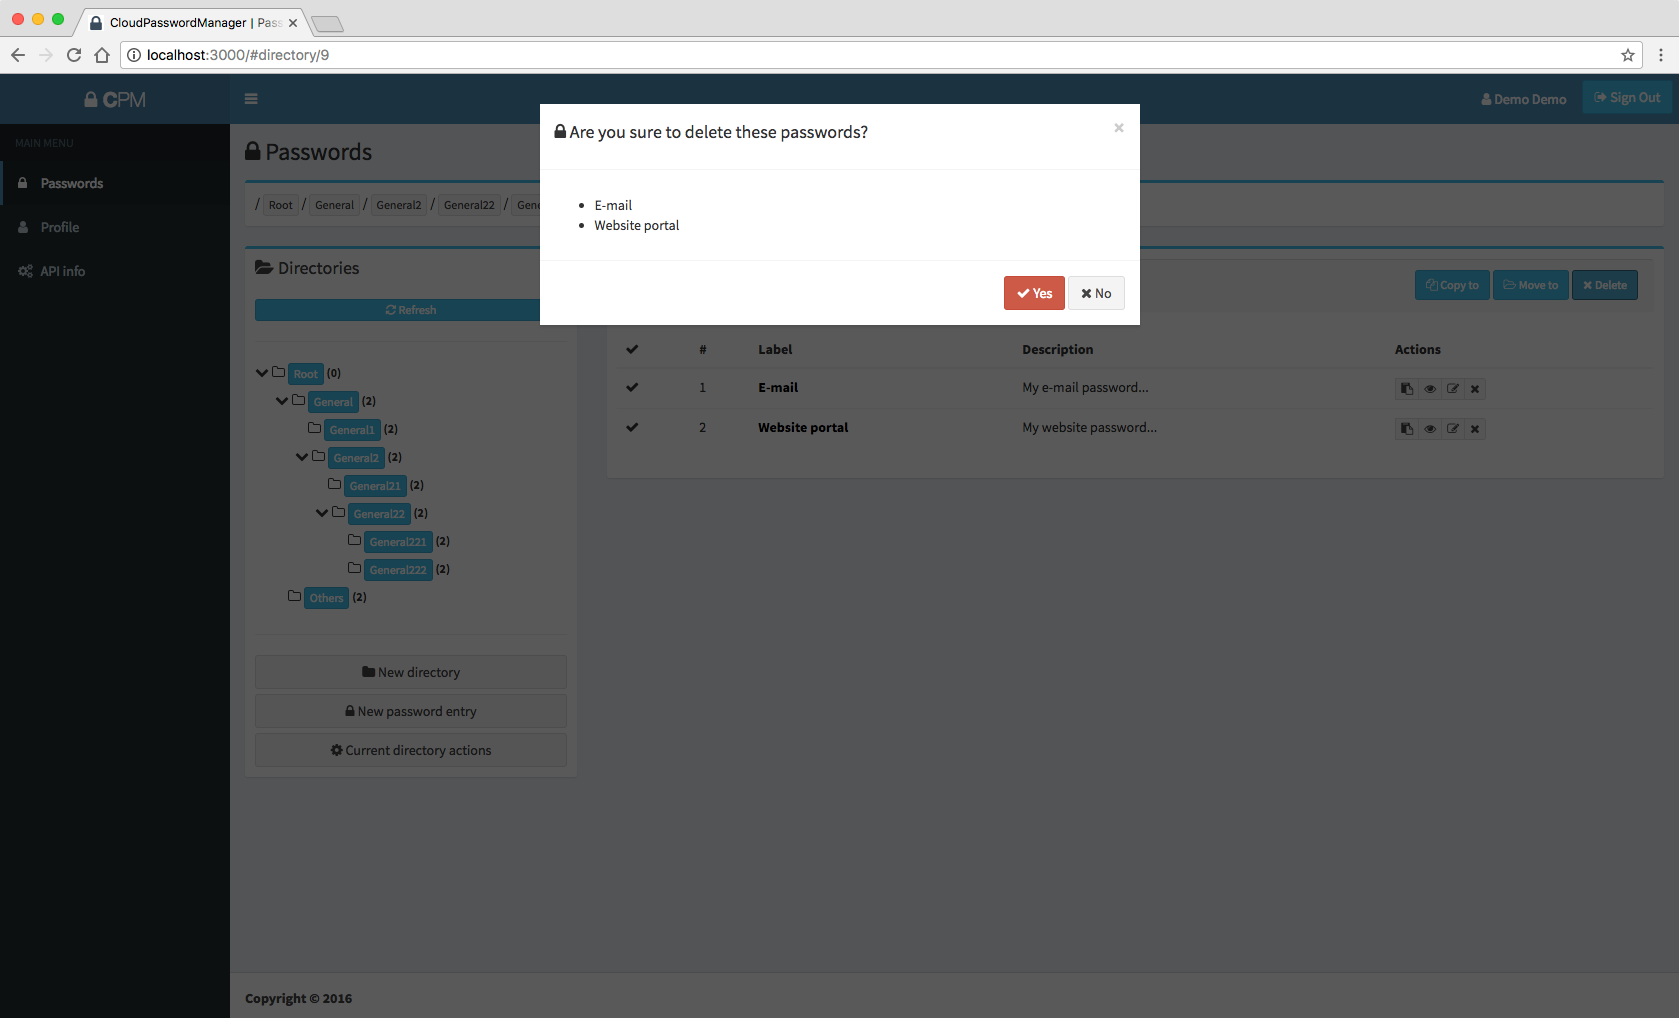 CloudPasswordManager | Pass
localhost:3000/#directory/9
CPM
Demo Demo
Sign Out
MAIN MENU
Passwords
Profile
API info
Passwords
/ Root / General / General2 / General22 / Gene
Are you sure to delete these passwords?
×
E-mail
Website portal
Yes
No
Directories
Refresh
Root (0)
General (2)
General1 (2)
General2 (2)
General21 (2)
General22 (2)
General221 (2)
General222 (2)
Others (2)
New directory
New password entry
Current directory actions
Copy to
Move to
Delete
# Label Description Actions
1 E-mail My e-mail password...
2 Website portal My website password...
Copyright © 2016